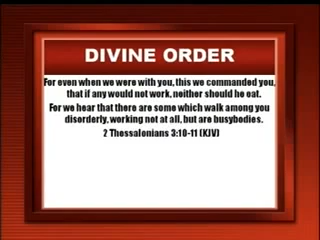 DIVINE ORDER
For even when we were with you, this we commanded you,
that if any would not work, neither should he eat.
For we hear that there are some which walk among you
disorderly, working not at all, but are busybodies.
2 Thessalonians 3:10-11 (KJV)